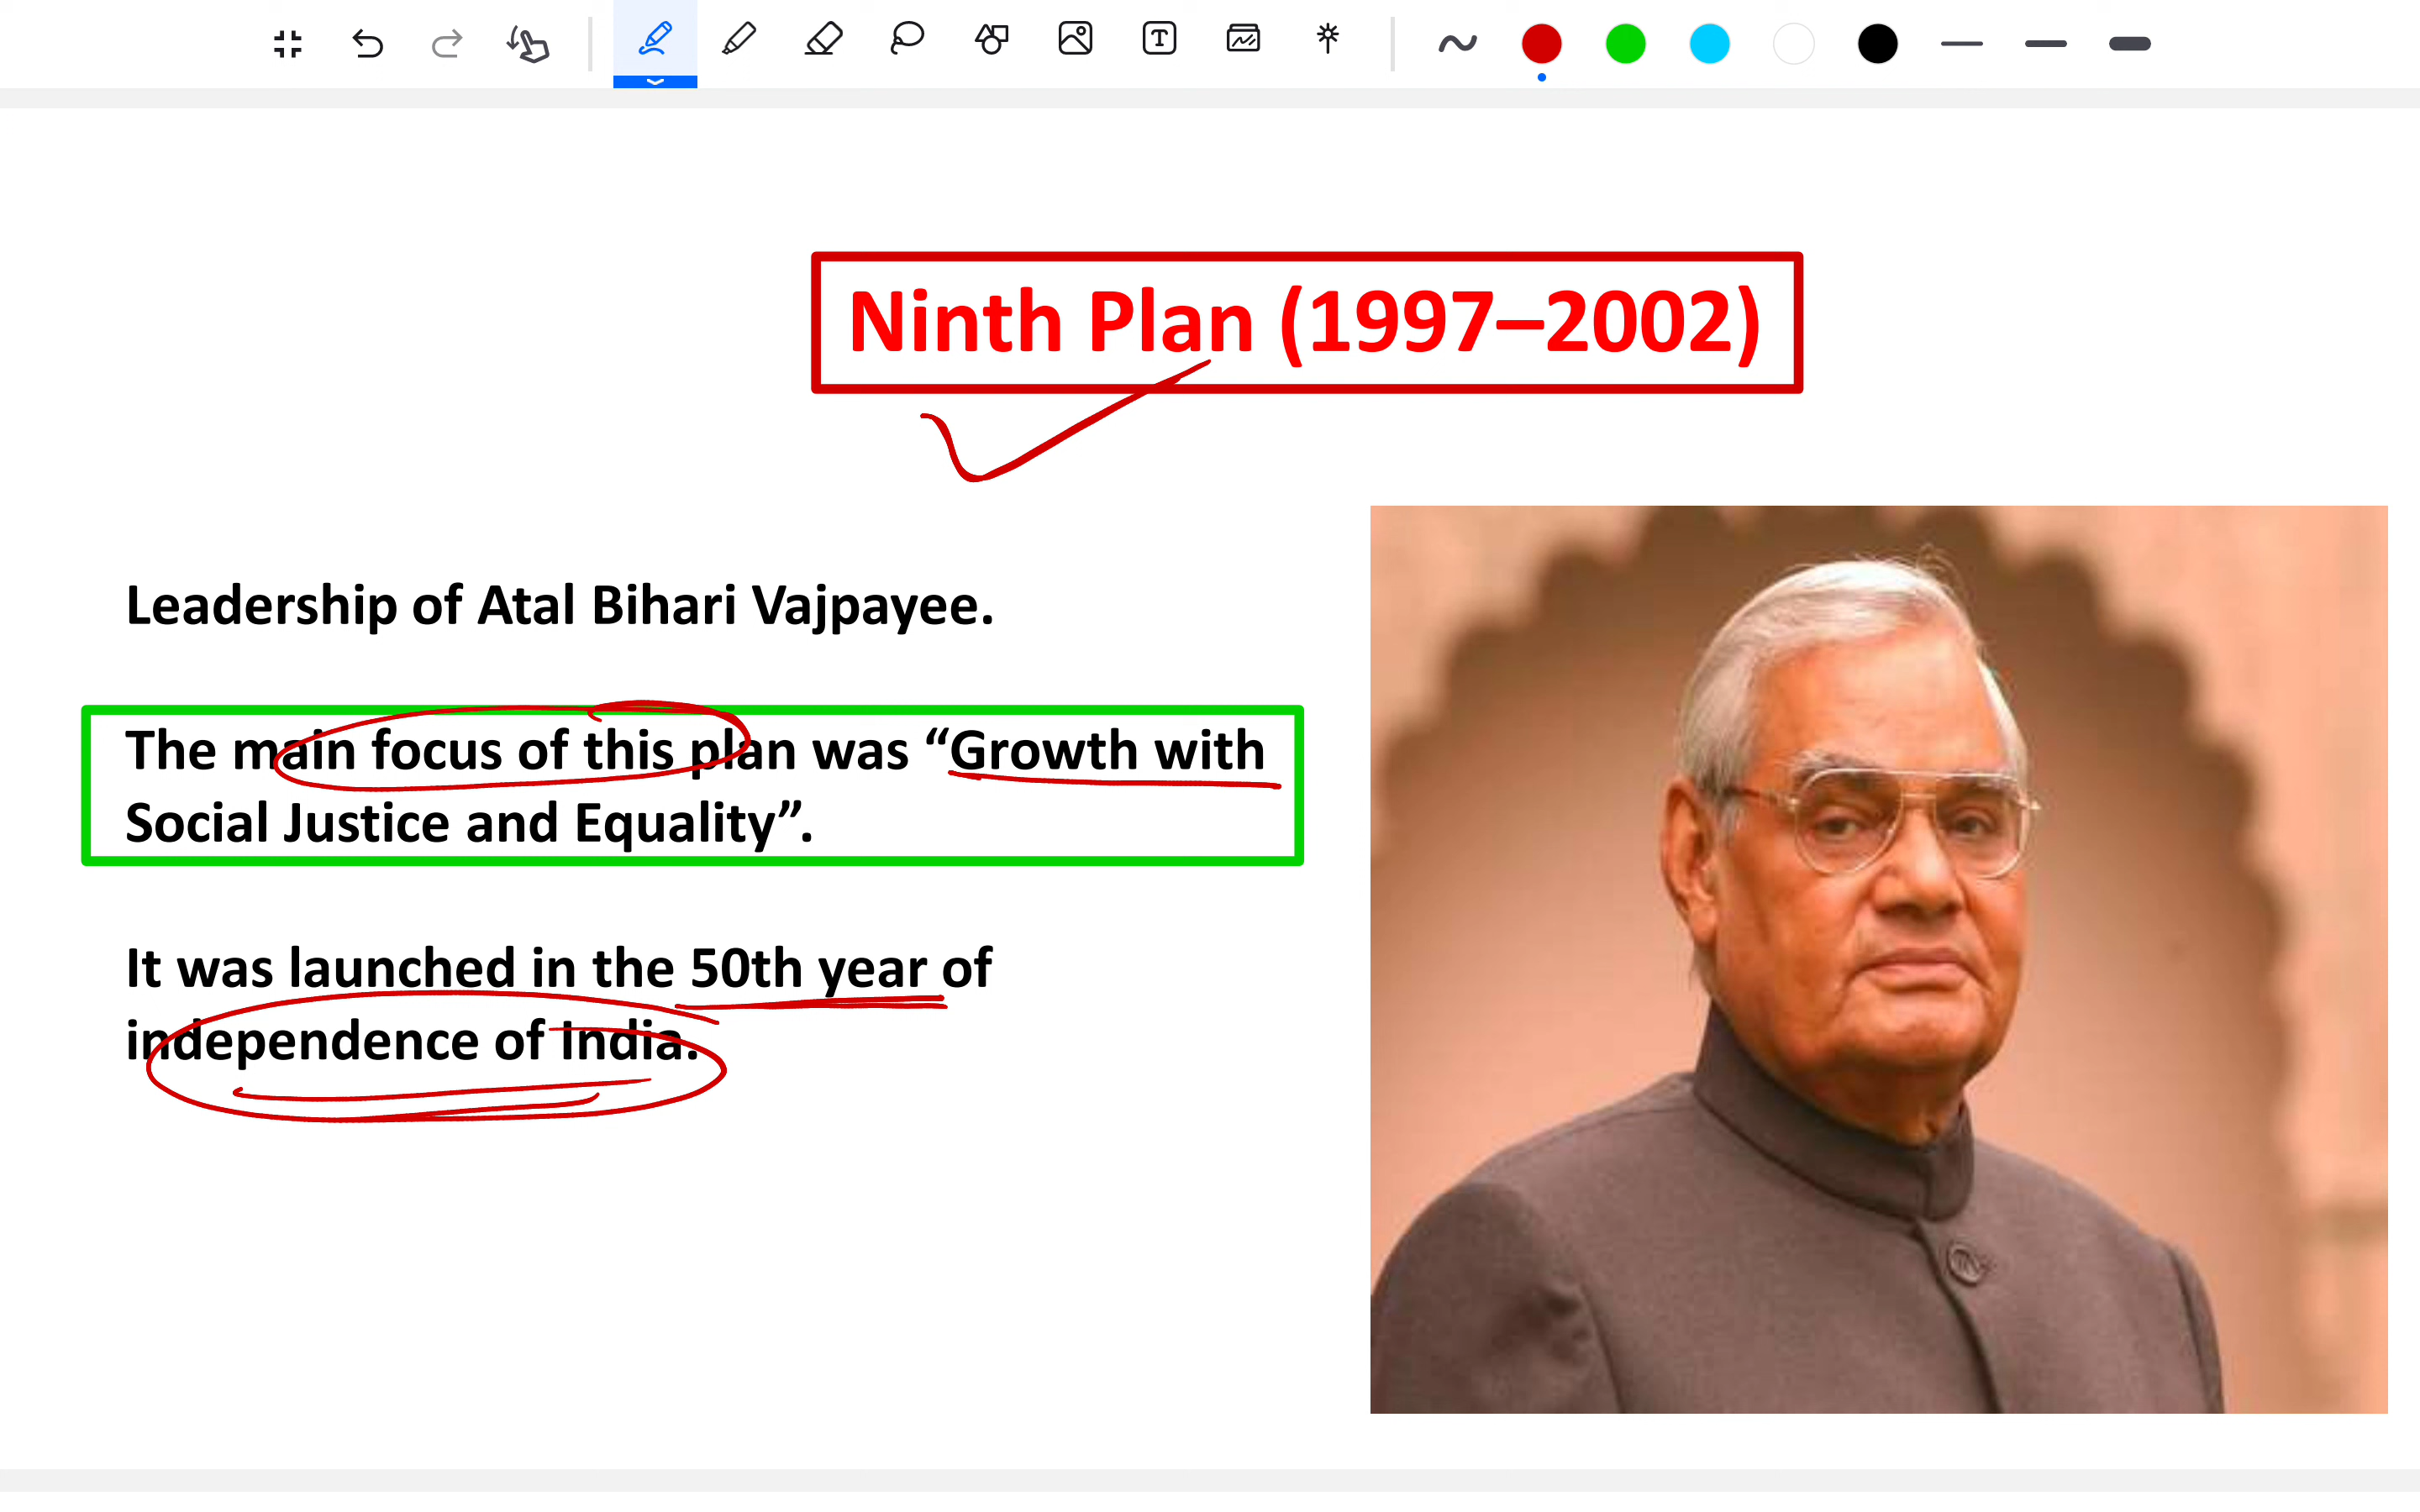 Ninth Plan (1997–2002)
Leadership of Atal Bihari Vajpayee.
The main focus of this plan was “Growth with
Social Justice and Equality”.
It was launched in the 50th year of
independence of India.